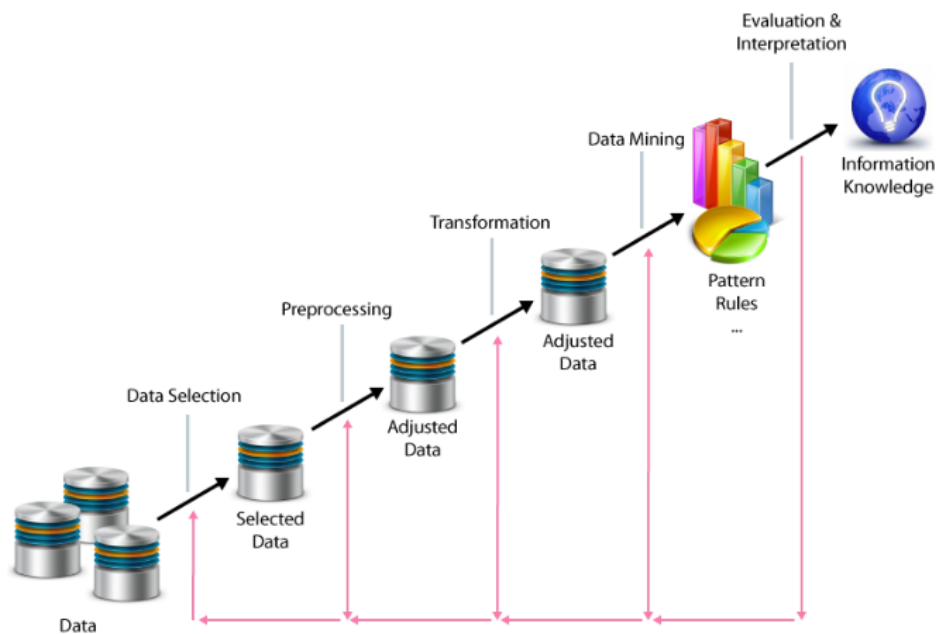 Evaluation &
Interpretation
Information
Knowledge
Data Mining
Pattern
Rules
...
Transformation
Adjusted
Data
Preprocessing
Adjusted
Data
Data Selection
Selected
Data
Data